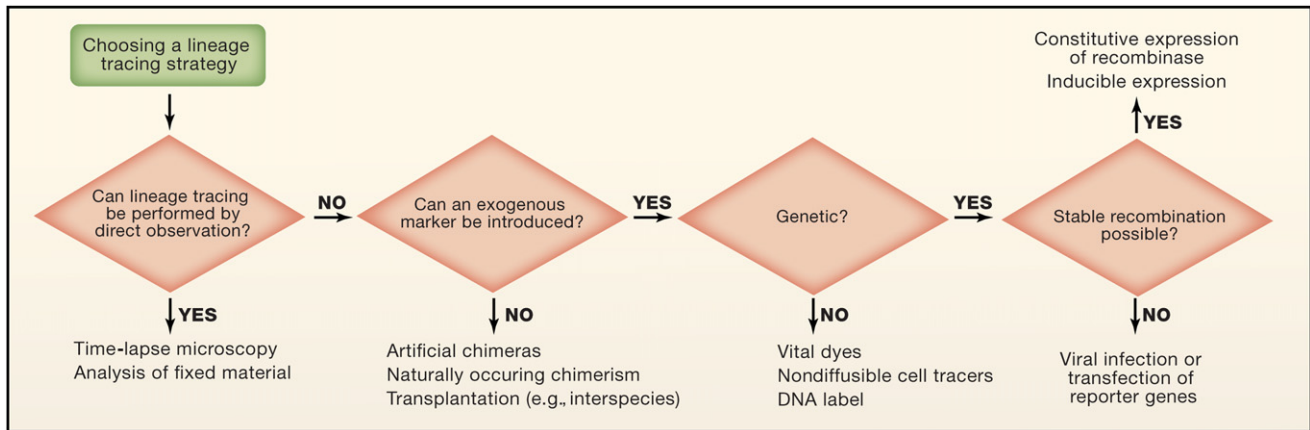 Choosing a lineage
tracing strategy
Can lineage tracing
be performed by
direct observation?
YES
Time-lapse microscopy
Analysis of fixed material
NO
Can an exogenous
marker be introduced?
NO
Artificial chimeras
Naturally occuring chimerism
Transplantation (e.g., interspecies)
YES
Genetic?
NO
Vital dyes
Nondiffusible cell tracers
DNA label
YES
Stable recombination
possible?
YES
Constitutive expression
of recombinase
Inducible expression
NO
Viral infection or
transfection of
reporter genes